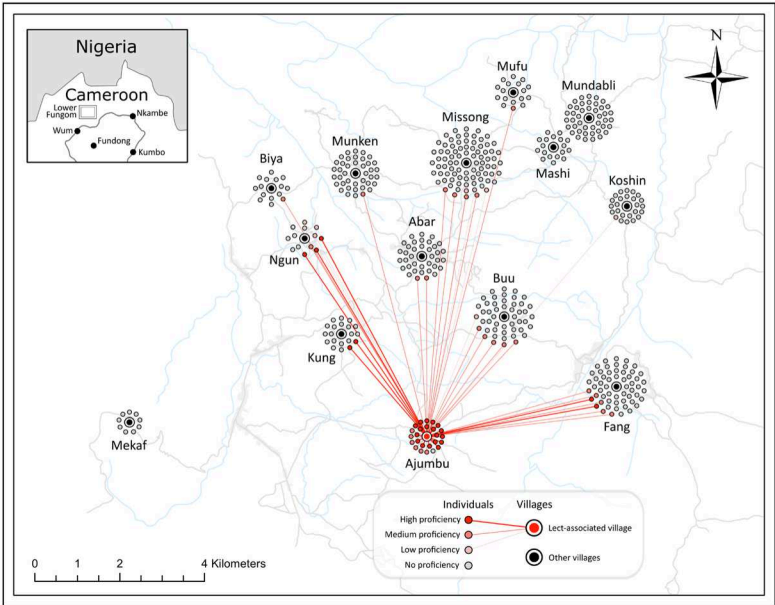 Nigeria
Cameroon
Lower
Fungom
Nkambe
Wum
Fundong
Kumbo
N
Mufu
Mundabli
Missong
Munken
Mashi
Biya
Koshin
Abar
Ngun
Buu
Kung
Fang
Mekaf
Ajumbu
Individuals Villages
High proficiency
Medium proficiency
Low proficiency
No proficiency
Lect-associated village
Other villages
0 1 2 4 Kilometers